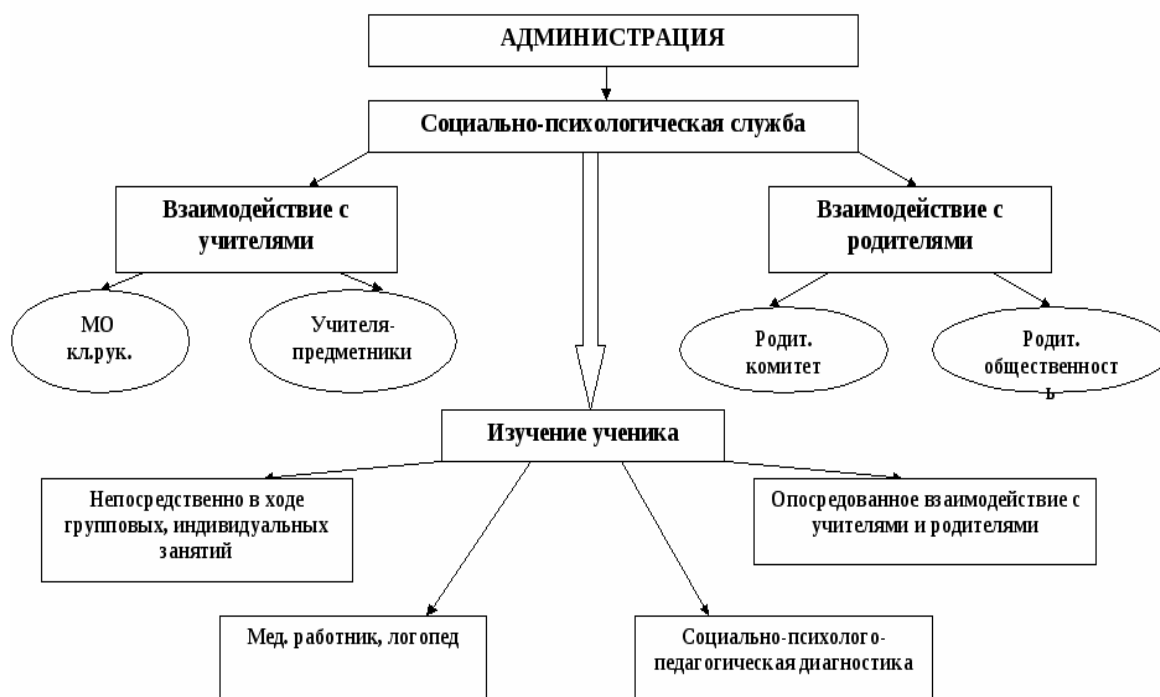 АДМИНИСТРАЦИЯ
Социально-психологическая служба
Взаимодействие с
учителями
Взаимодействие с
родителями
МО
кл.рук.
Учителя-
предметники
Родит.
комитет
Родит.
общественност
ь
Изучение ученика
Непосредственно в ходе
групповых, индивидуальных
занятий
Опосредованное взаимодействие с
учителями и родителями
Мед. работник, логопед
Социально-психолого-
педагогическая диагностика